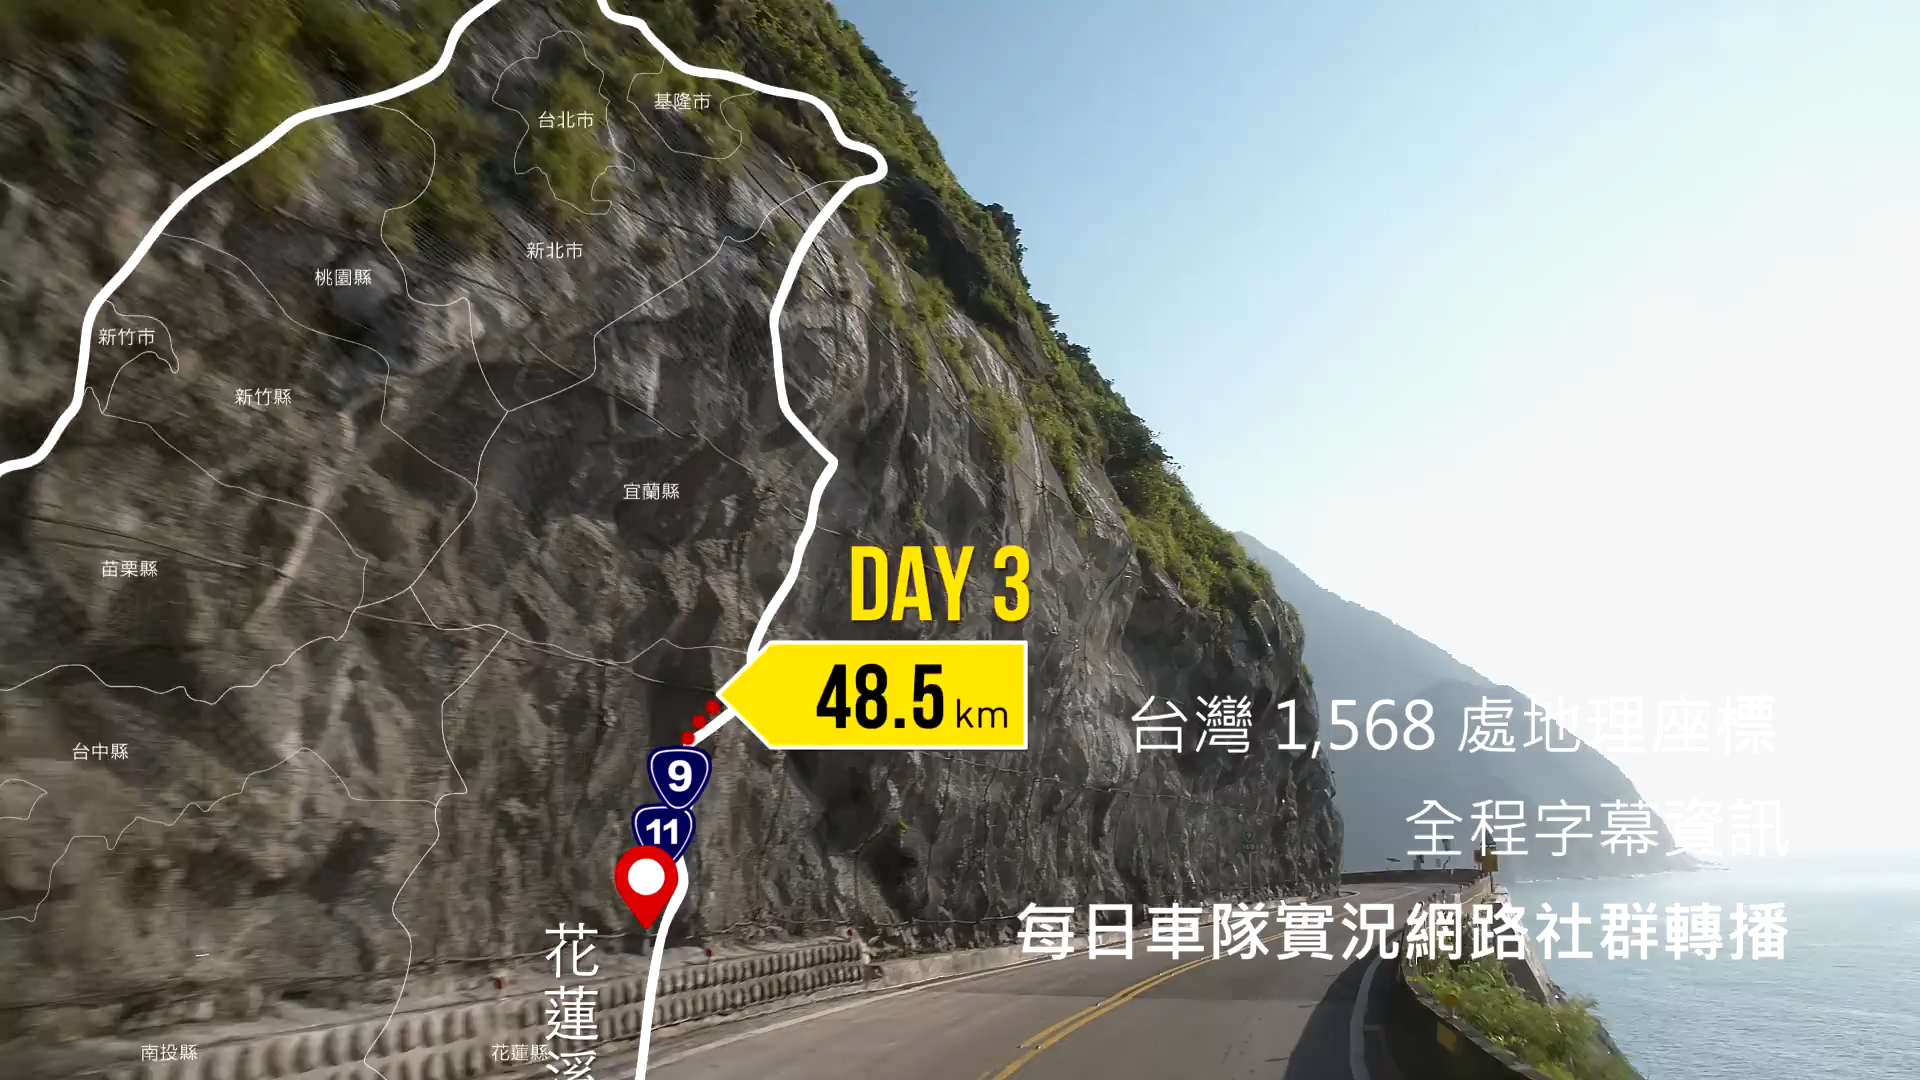 基隆市
台北市
新北市
桃園縣
新竹市
新竹縣
宜蘭縣
苗栗縣
DAY 3
48.5 km
台灣 1,568 處地理座標
台中縣
9
11
全程字幕資訊
每日車隊實況網路社群轉播
花蓮溪
南投縣
花蓮縣